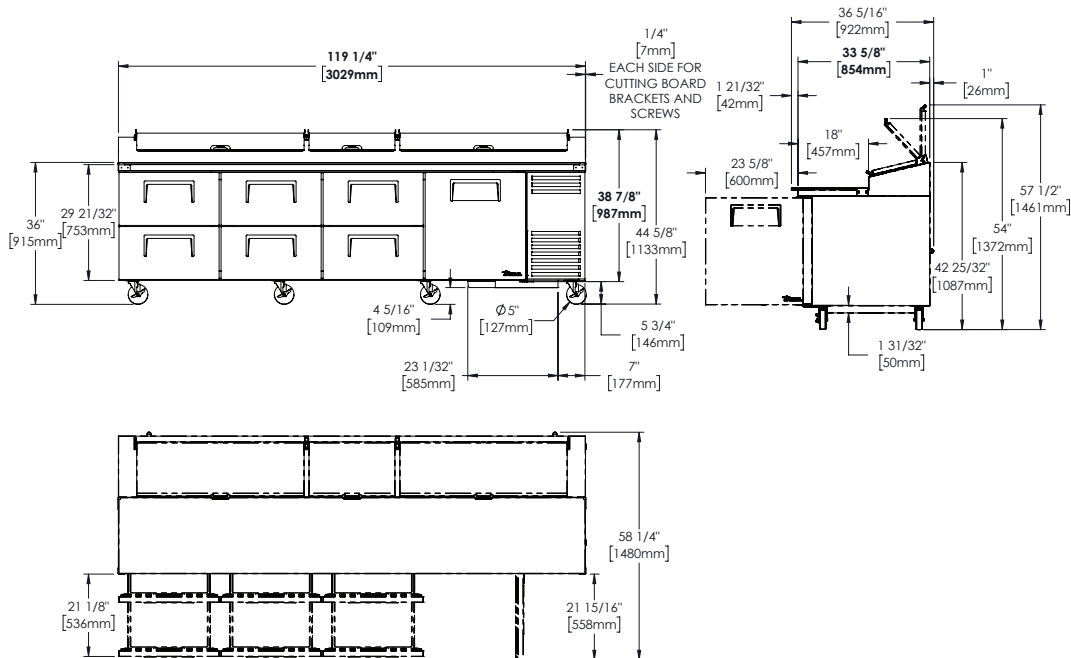 119 1/4"
[3029mm]
1/4"
[7mm]
EACH SIDE FOR
CUTTING BOARD
BRACKETS AND
SCREWS
36"
[915mm]
29 21/32"
[753mm]
38 7/8"
[987mm]
44 5/8"
[1133mm]
4 5/16"
[109mm]
Ø 5"
[127mm]
5 3/4"
[146mm]
23 1/32"
[585mm]
7"
[177mm]
True
36 5/16"
[922mm]
33 5/8"
[854mm]
1"
[26mm]
1 21/32"
[42mm]
18"
[457mm]
23 5/8"
[600mm]
57 1/2"
[1461mm]
54"
[1372mm]
42 25/32"
[1087mm]
1 31/32"
[50mm]
True
58 1/4"
[1480mm]
21 1/8"
[536mm]
21 15/16"
[558mm]